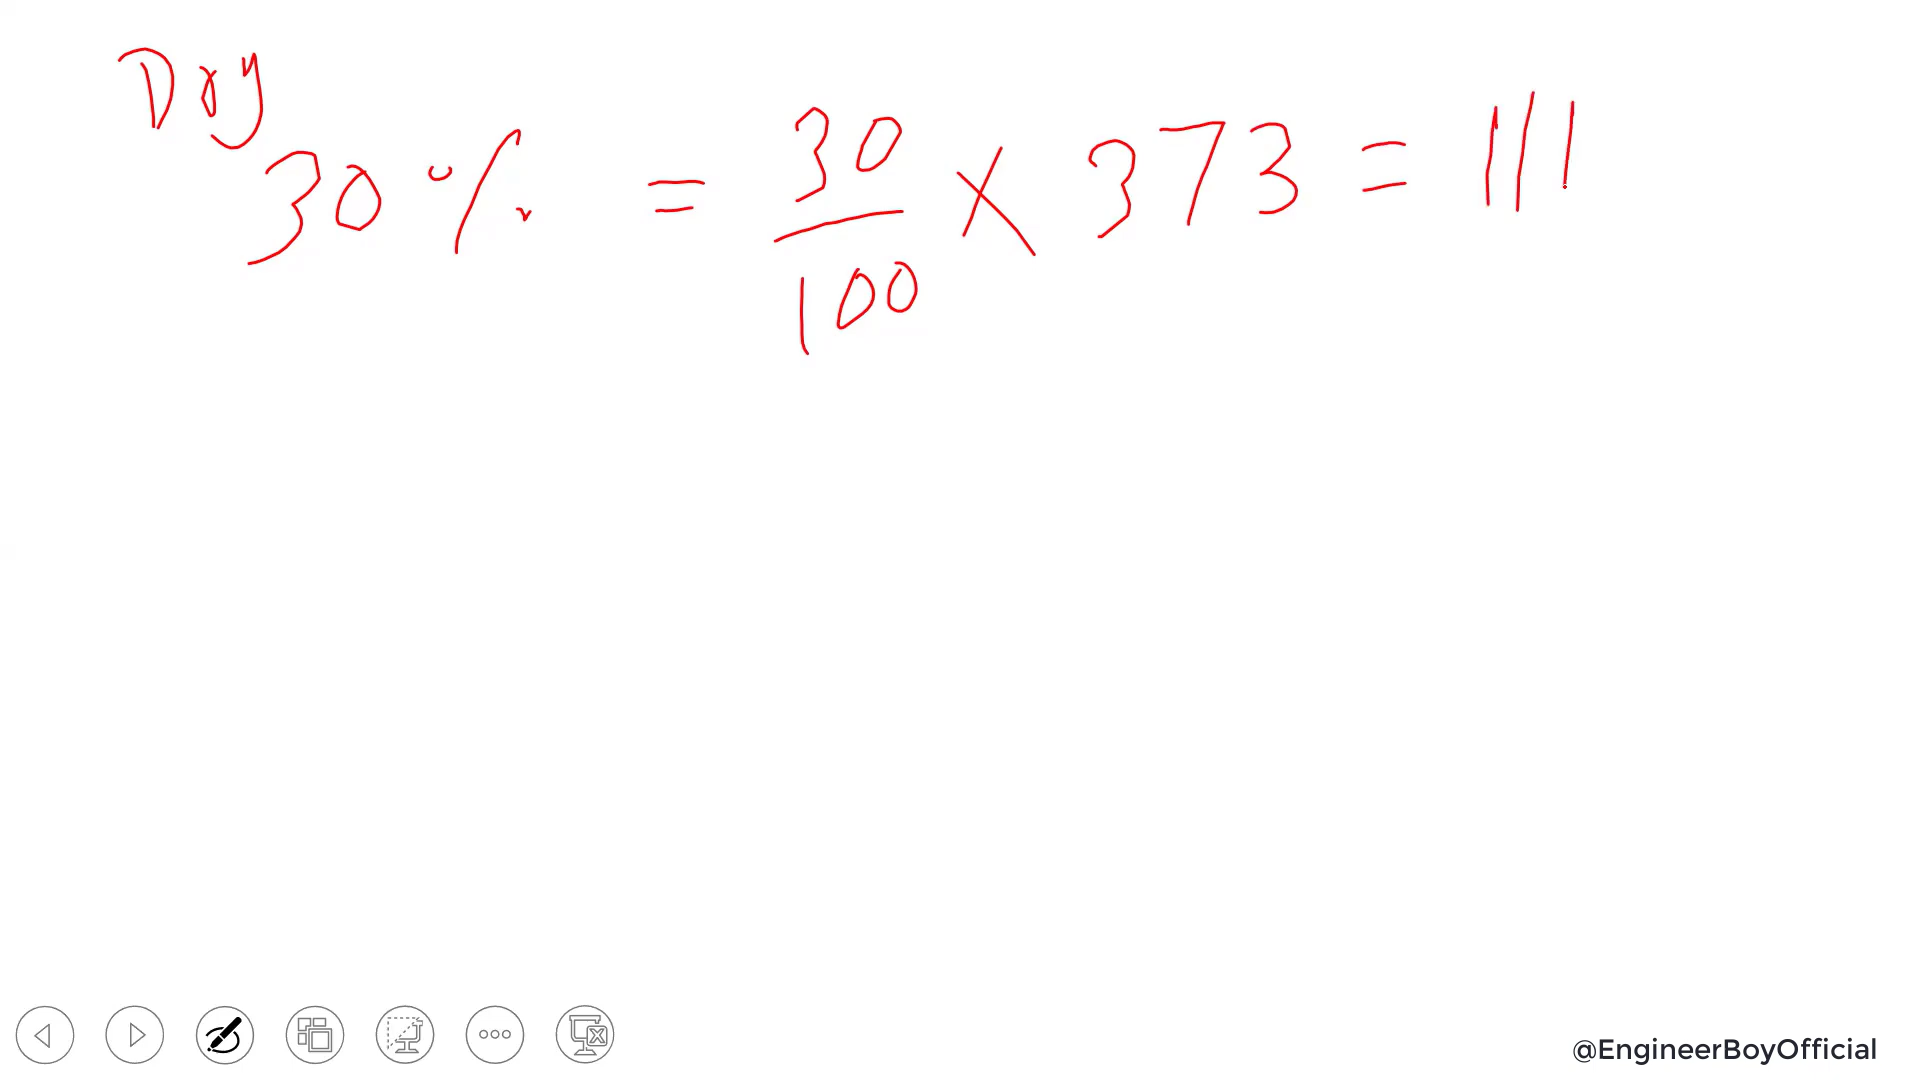 Dry
30% = 30/100 × 373 = 111
@EngineerBoyOfficial